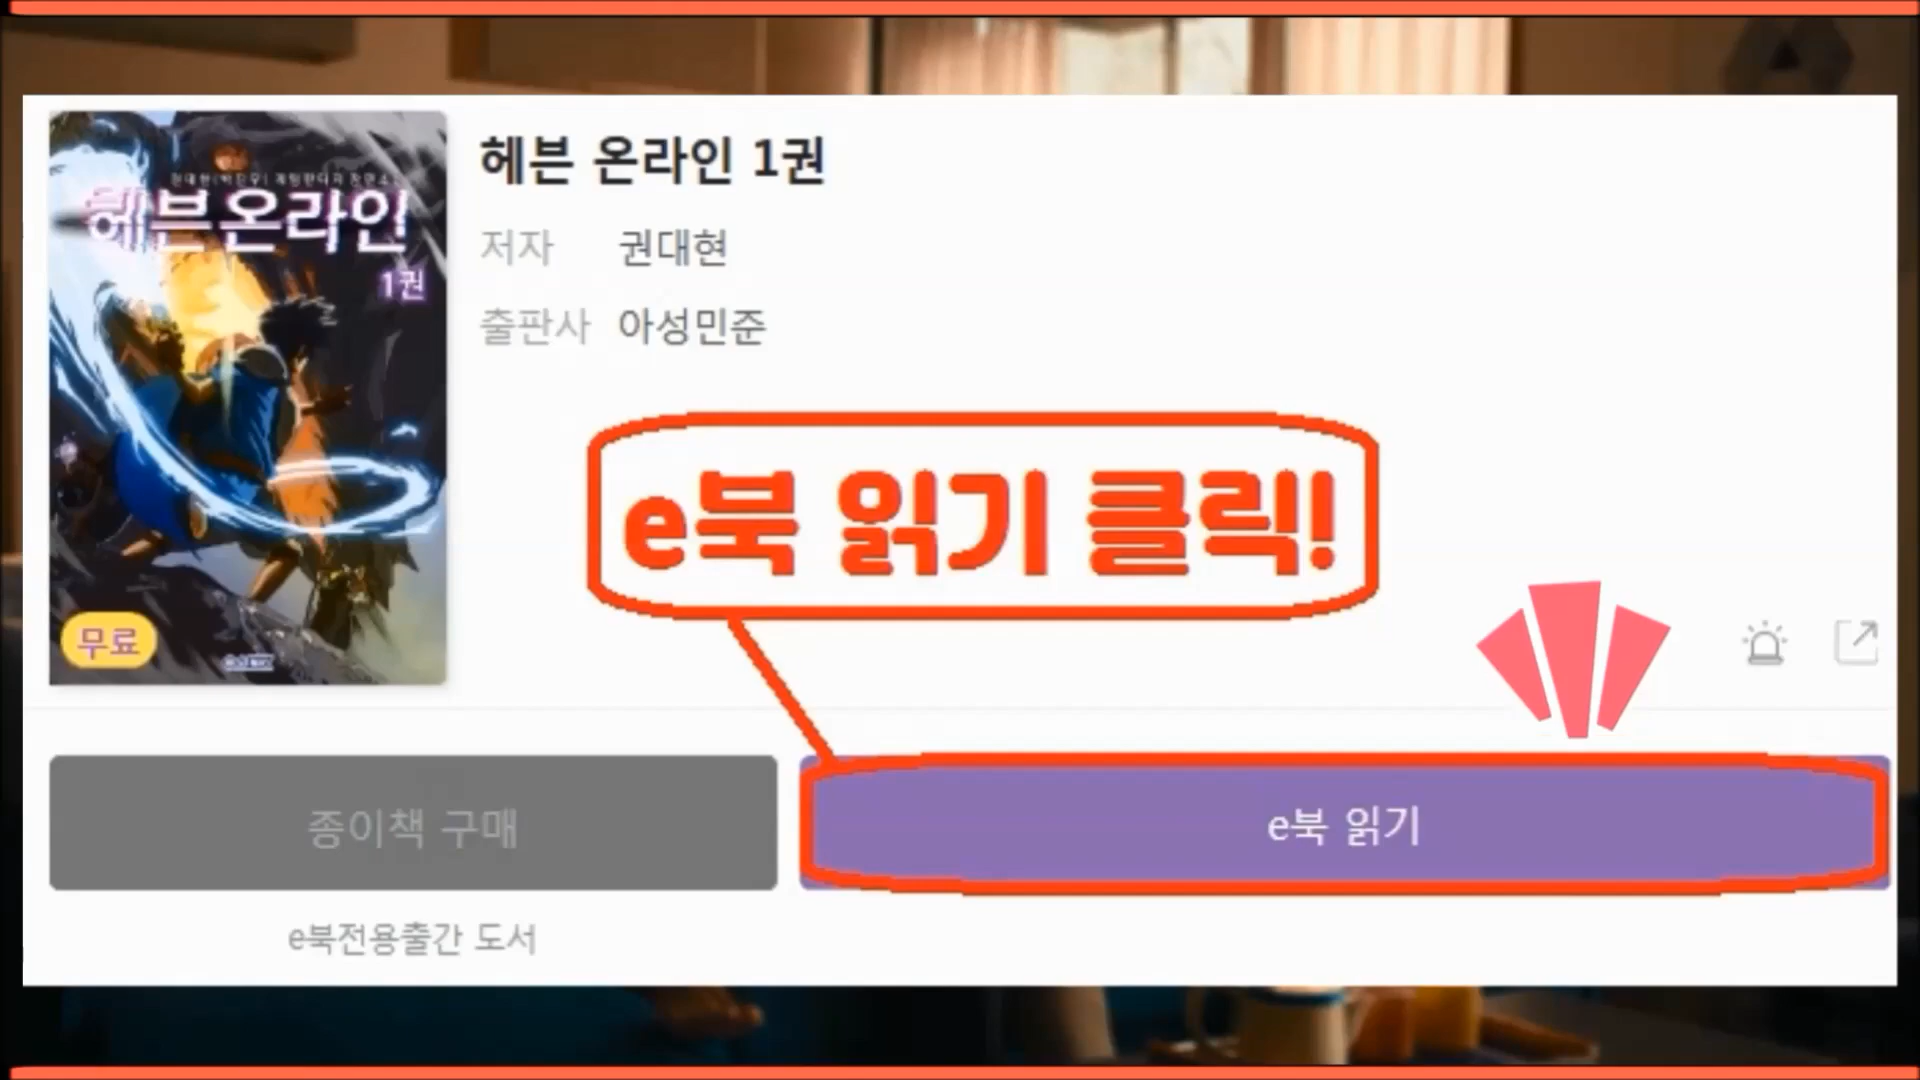 헤븐 온라인 1권
저자 권대현
출판사 아성민준
헤븐온라인
1권
무료
e북 읽기 클릭!
종이책 구매
e북 읽기
e북전용출간 도서